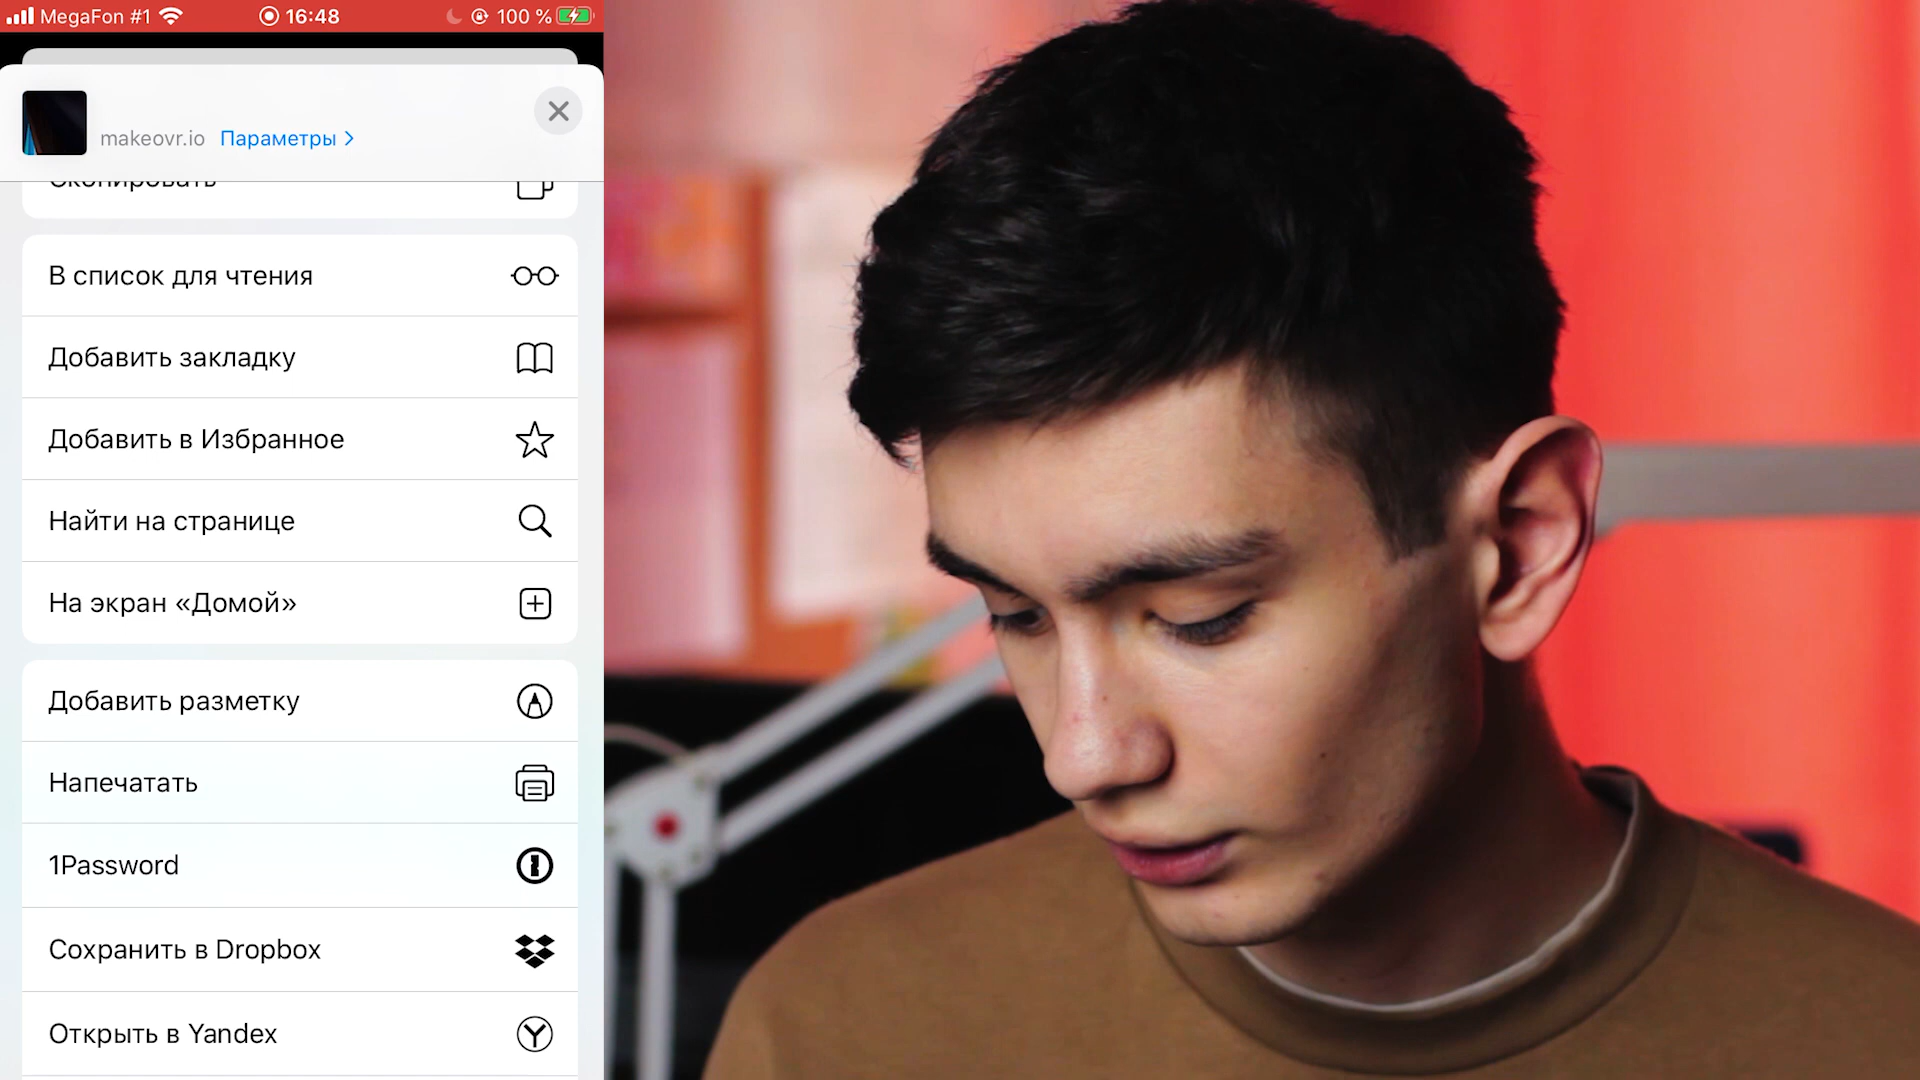 MegaFon #1 16:48 100 %
makeovr.io Параметры
Скопировать
В список для чтения
Добавить закладку
Добавить в Избранное
Найти на странице
На экран «Домой»
Добавить разметку
Напечатать
1Password
Сохранить в Dropbox
Открыть в Yandex